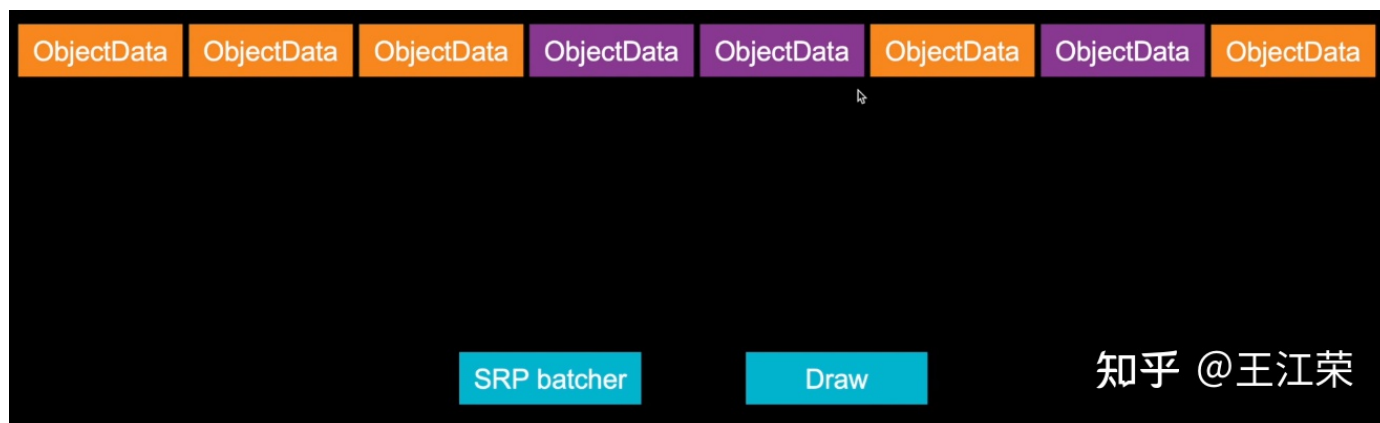 ObjectData ObjectData ObjectData ObjectData ObjectData ObjectData ObjectData ObjectData
SRP batcher Draw
知乎 @王江荣